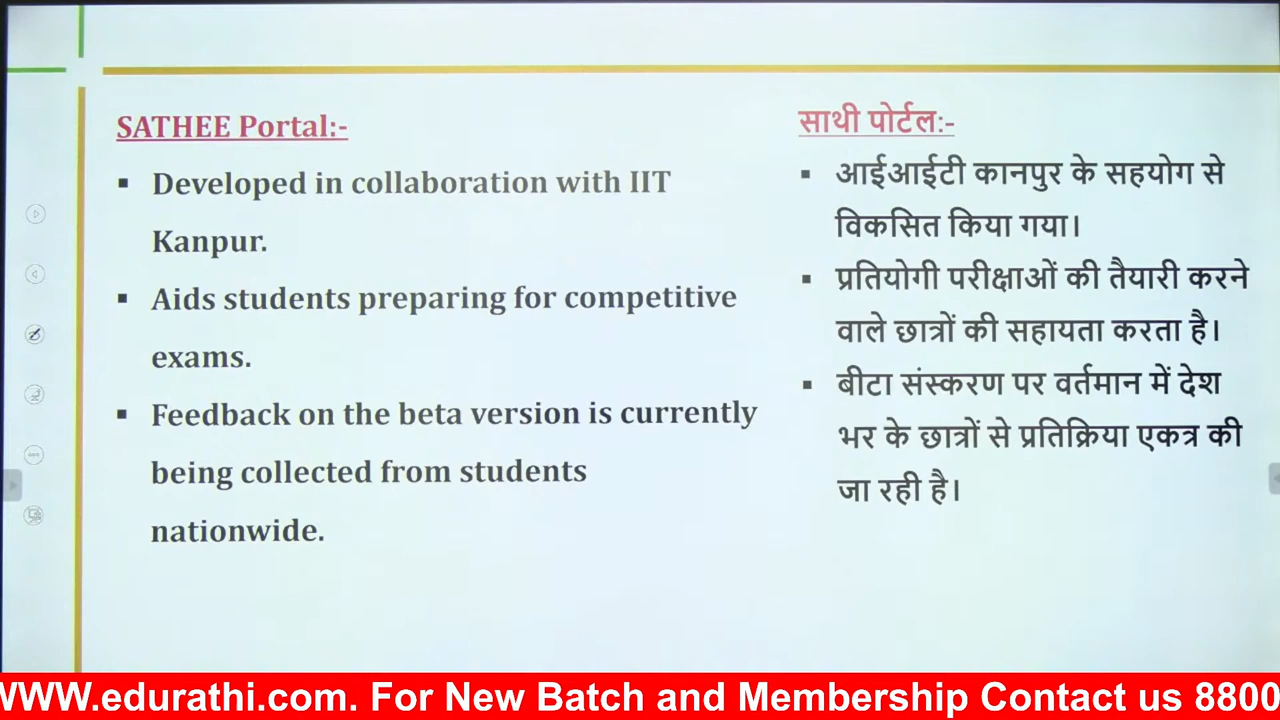 SATHEE Portal:-
▪ Developed in collaboration with IIT
Kanpur.
▪ Aids students preparing for competitive
exams.
▪ Feedback on the beta version is currently
being collected from students
nationwide.
साथी पोर्टल:-
▪ आईआईटी कानपुर के सहयोग से
विकसित किया गया।
▪ प्रतियोगी परीक्षाओं की तैयारी करने
वाले छात्रों की सहायता करता है।
▪ बीटा संस्करण पर वर्तमान में देश
भर के छात्रों से प्रतिक्रिया एकत्र की
जा रही है।
WWW.edurathi.com. For New Batch and Membership Contact us 8800